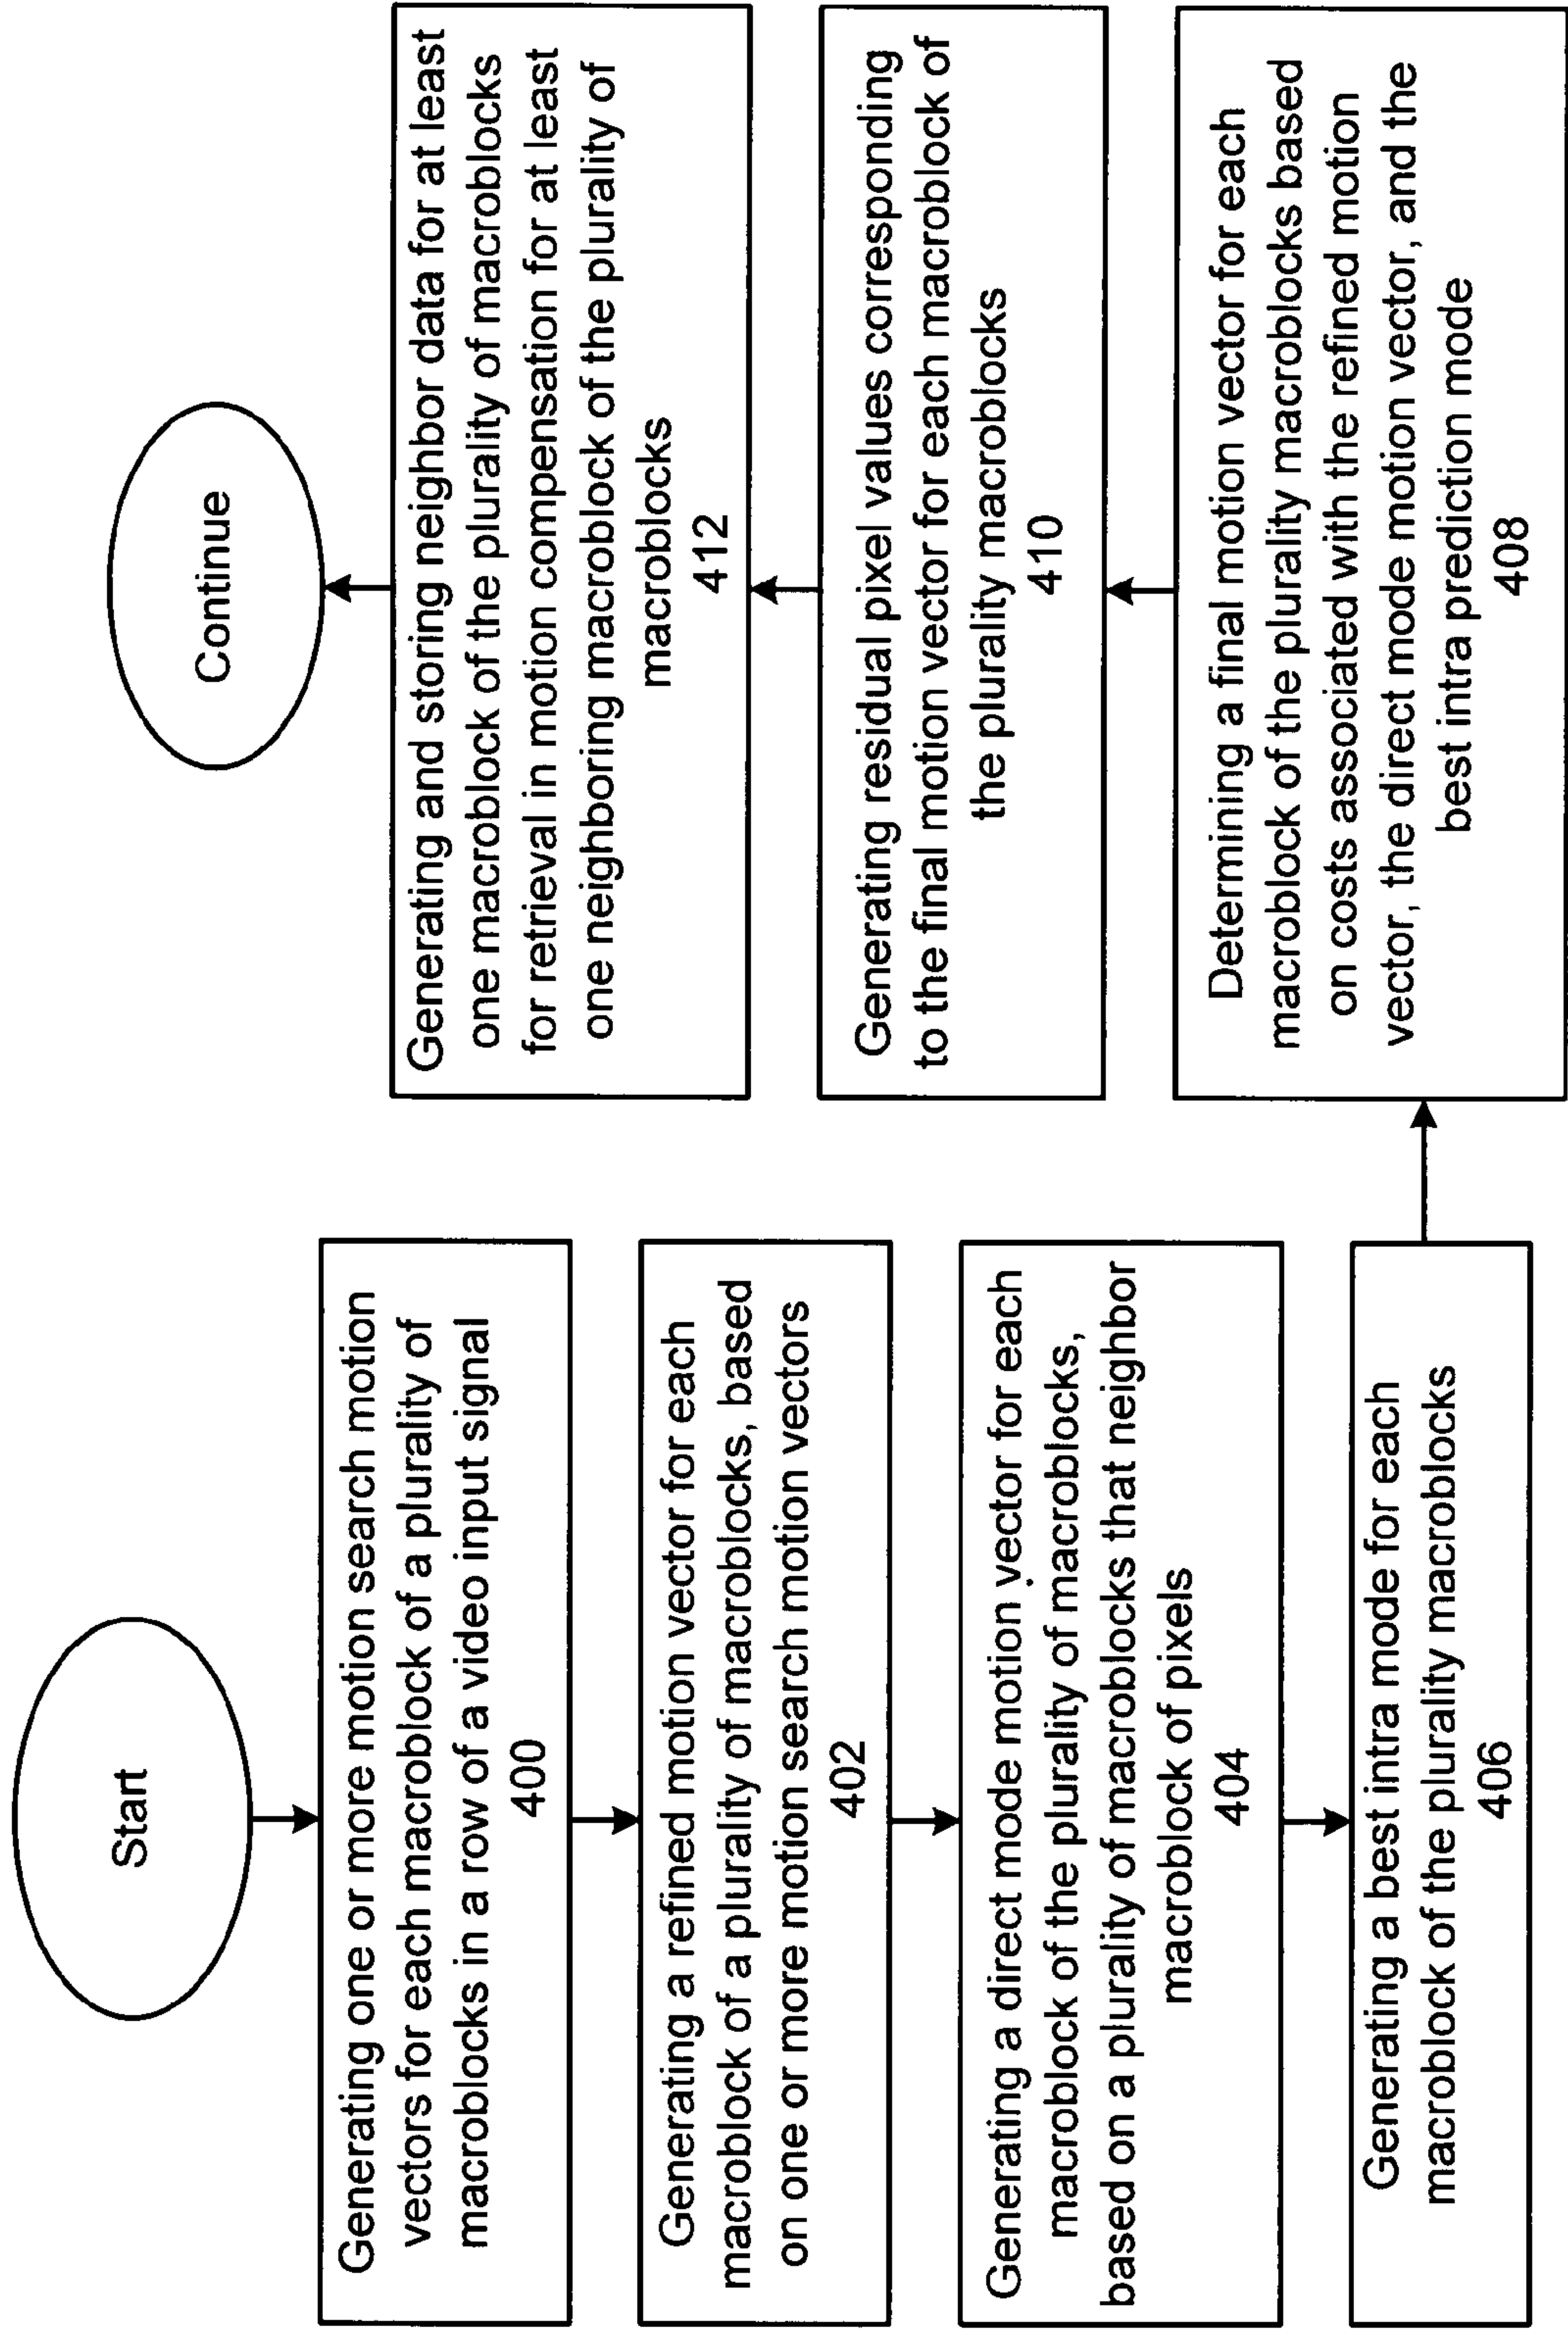 Start
Generating one or more motion search motion
vectors for each macroblock of a plurality of
macroblocks in a row of a video input signal
400
Generating a refined motion vector for each
macroblock of a plurality of macroblocks, based
on one or more motion search motion vectors
402
Generating a direct mode motion vector for each
macroblock of the plurality of macroblocks,
based on a plurality of macroblocks that neighbor
macroblock of pixels
404
Generating a best intra mode for each
macroblock of the plurality macroblocks
406
Determining a final motion vector for each
macroblock of the plurality macroblocks based
on costs associated with the refined motion
vector, the direct mode motion vector, and the
best intra prediction mode
408
Generating residual pixel values corresponding
to the final motion vector for each macroblock of
the plurality macroblocks
410
Generating and storing neighbor data for at least
one macroblock of the plurality of macroblocks
for retrieval in motion compensation for at least
one neighboring macroblock of the plurality of
macroblocks
412
Continue